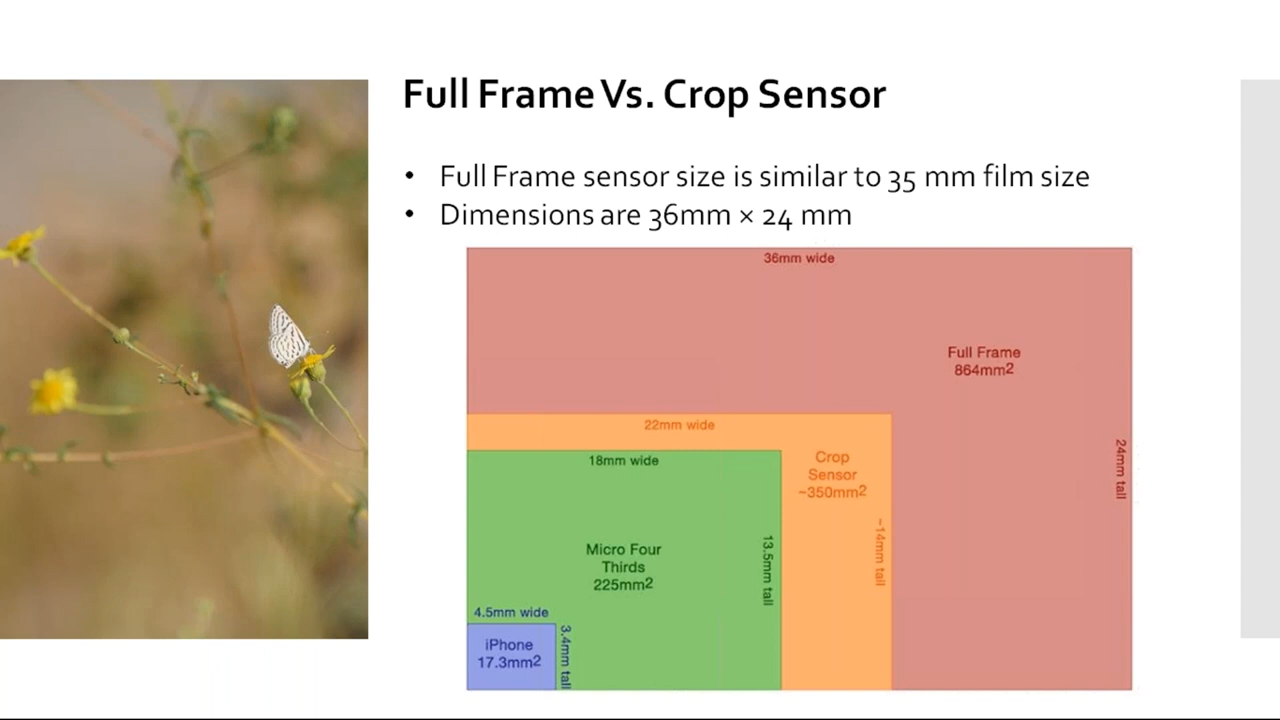 Full Frame Vs. Crop Sensor
• Full Frame sensor size is similar to 35 mm film size
• Dimensions are 36mm × 24 mm
36mm wide
Full Frame
864mm2
24mm tall
22mm wide
Crop
Sensor
~350mm2
~14mm tall
18mm wide
Micro Four
Thirds
225mm2
13.5mm tall
4.5mm wide
iPhone
17.3mm2
3.4mm tall